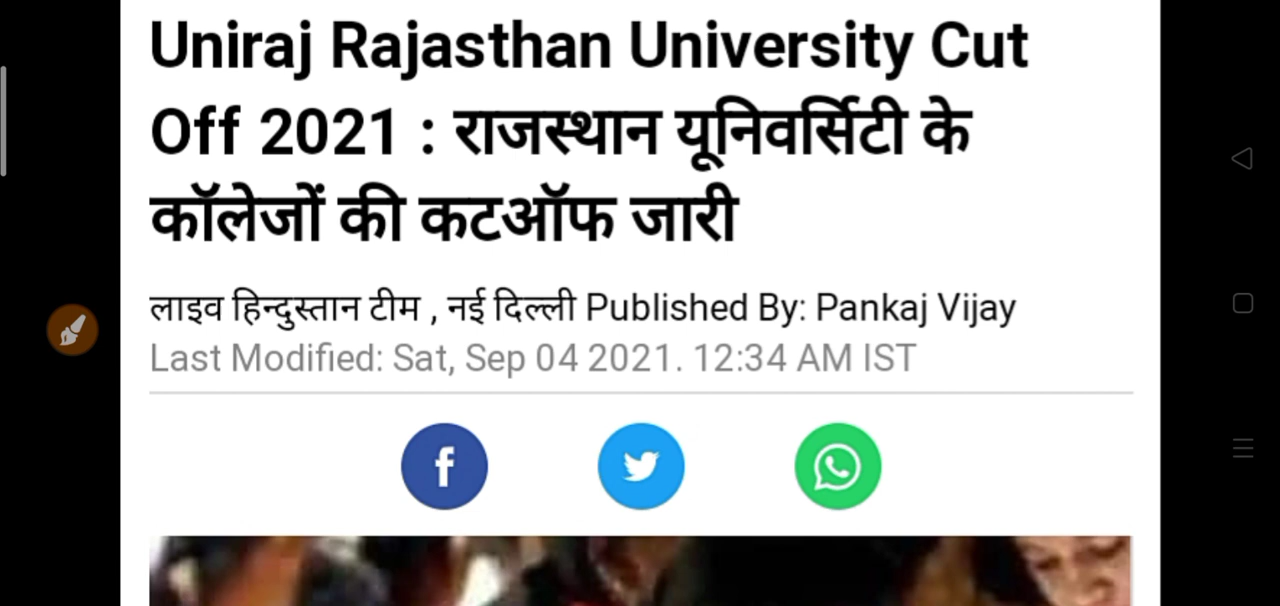 Uniraj Rajasthan University Cut
Off 2021 : राजस्थान यूनिवर्सिटी के
कॉलेजों की कटऑफ जारी
लाइव हिन्दुस्तान टीम , नई दिल्ली Published By: Pankaj Vijay
Last Modified: Sat, Sep 04 2021. 12:34 AM IST